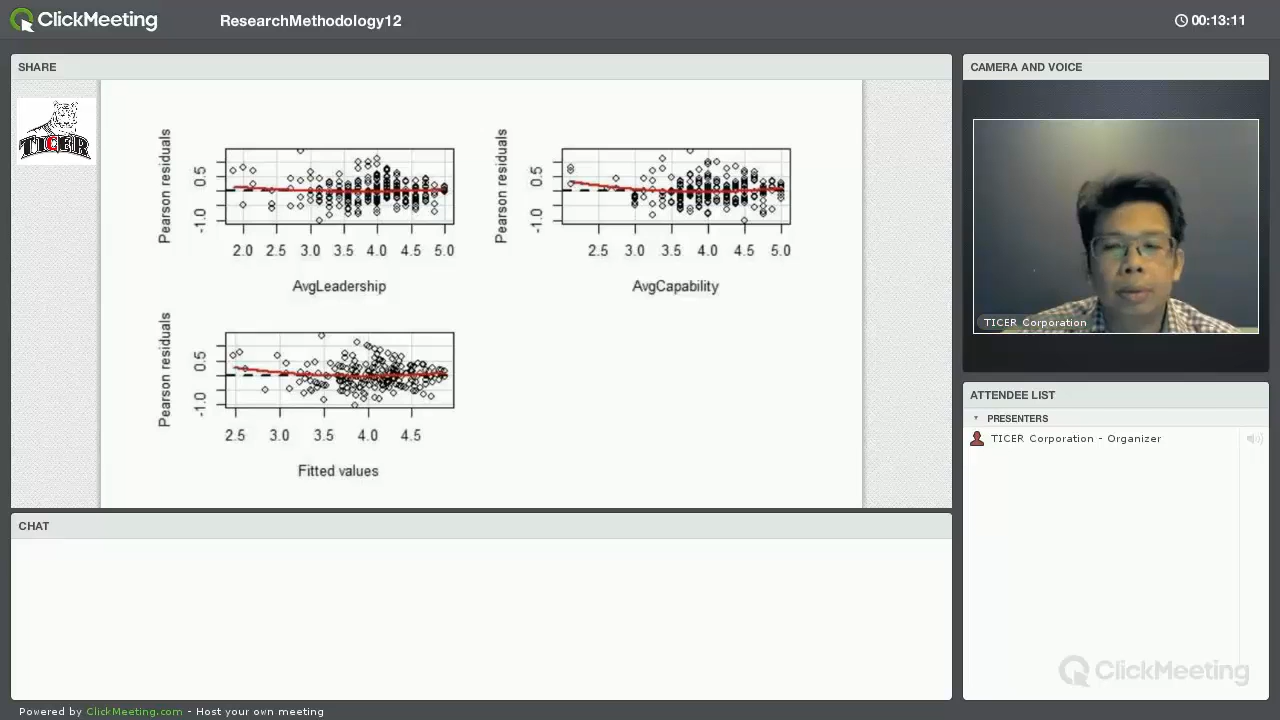 ClickMeeting
ResearchMethodology12
00:13:11
SHARE
TICER
Pearson residuals
0.5
-1.0
2.0 2.5 3.0 3.5 4.0 4.5 5.0
AvgLeadership
Pearson residuals
0.5
-1.0
2.5 3.0 3.5 4.0 4.5 5.0
AvgCapability
Pearson residuals
0.5
-1.0
2.5 3.0 3.5 4.0 4.5
Fitted values
CAMERA AND VOICE
TICER Corporation
ATTENDEE LIST
PRESENTERS
TICER Corporation - Organizer
CHAT
ClickMeeting
Powered by ClickMeeting.com - Host your own meeting